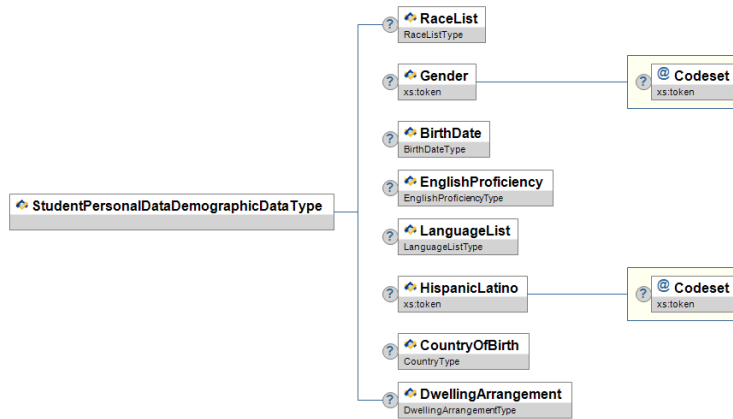 ? RaceList
RaceListType
? Gender
xs:token
? @ Codeset
xs:token
? BirthDate
BirthDateType
? EnglishProficiency
EnglishProficiencyType
StudentPersonalDataDemographicDataType
? LanguageList
LanguageListType
? HispanicLatino
xs:token
? @ Codeset
xs:token
? CountryOfBirth
CountryType
? DwellingArrangement
DwellingArrangementType